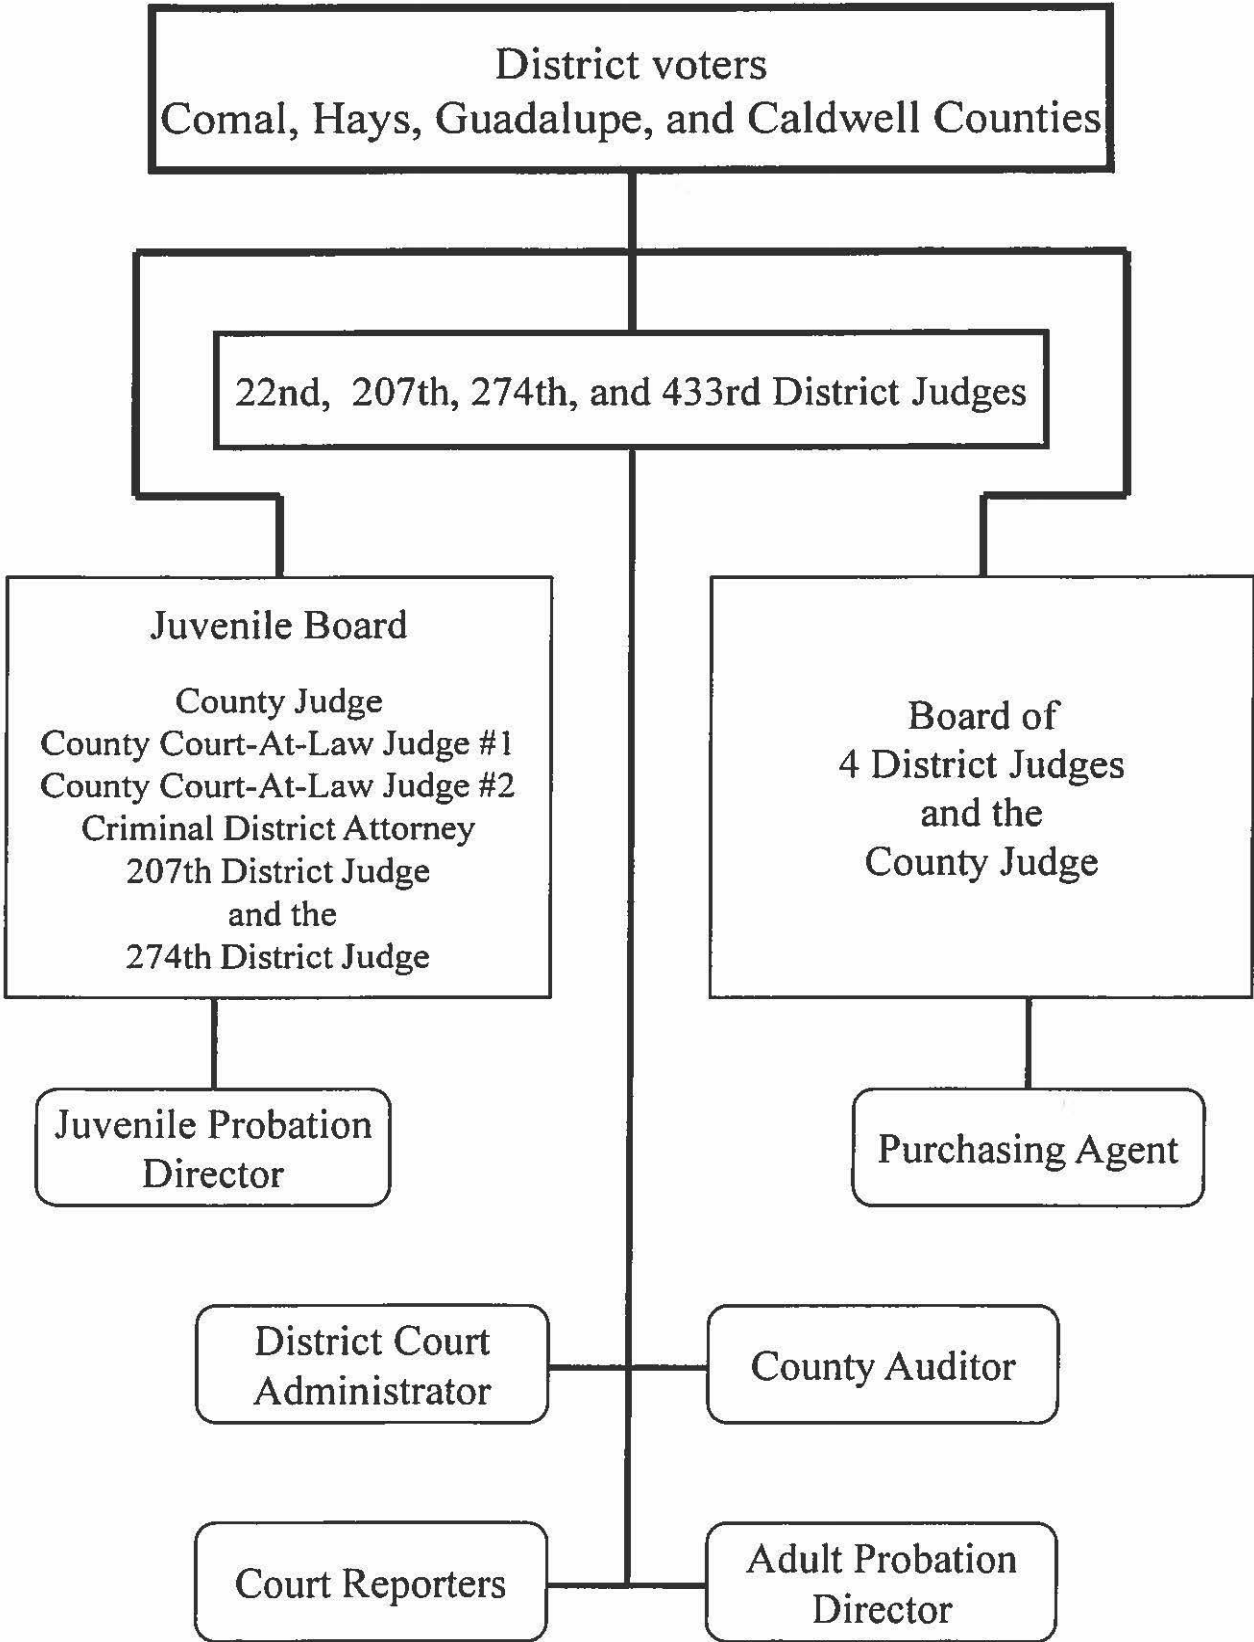 District voters
Comal, Hays, Guadalupe, and Caldwell Counties
22nd, 207th, 274th, and 433rd District Judges
Juvenile Board
County Judge
County Court-At-Law Judge #1
County Court-At-Law Judge #2
Criminal District Attorney
207th District Judge
and the
274th District Judge
Board of
4 District Judges
and the
County Judge
Juvenile Probation
Director
Purchasing Agent
District Court
Administrator
County Auditor
Court Reporters
Adult Probation
Director